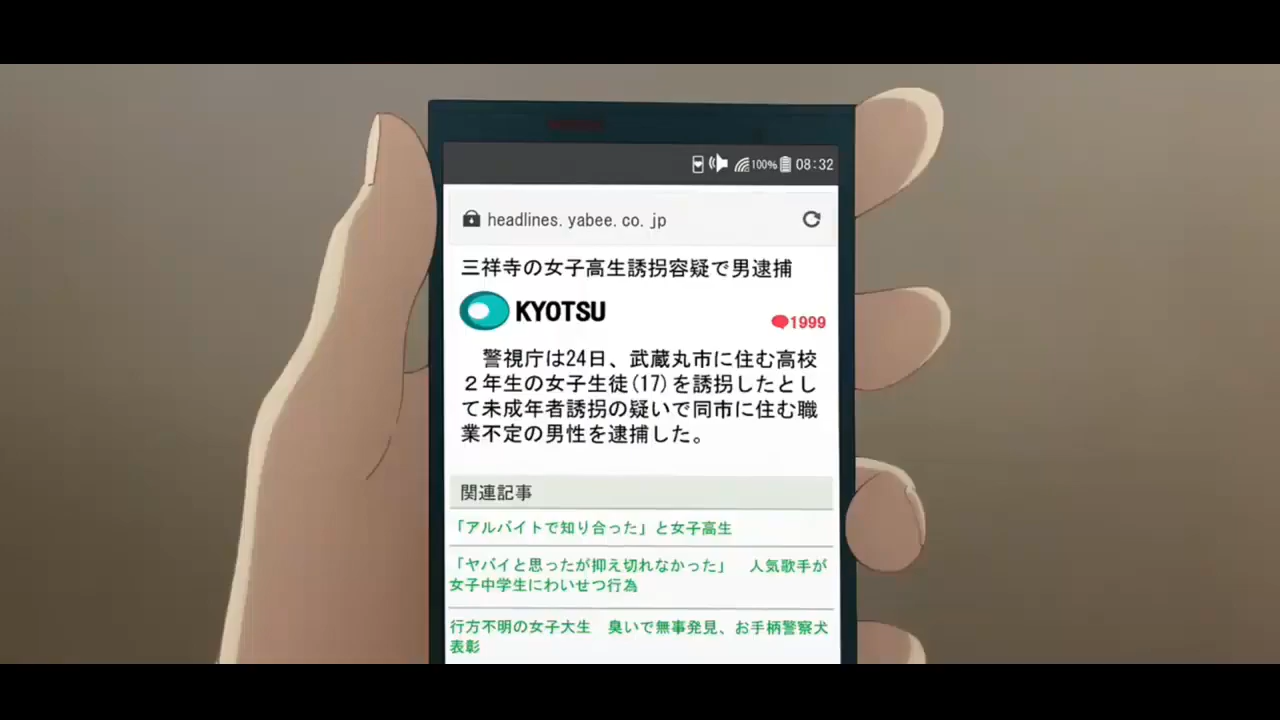 100% 08:32
headlines.yabee.co.jp
三祥寺の女子高生誘拐容疑で男逮捕
KYOTSU
1999
警視庁は24日、武蔵丸市に住む高校
２年生の女子生徒(17)を誘拐したとし
て未成年者誘拐の疑いで同市に住む職
業不定の男性を逮捕した。
関連記事
「アルバイトで知り合った」と女子高生
「ヤバイと思ったが抑え切れなかった」　人気歌手が
女子中学生にわいせつ行為
行方不明の女子大生　臭いで無事発見、お手柄警察犬
表彰